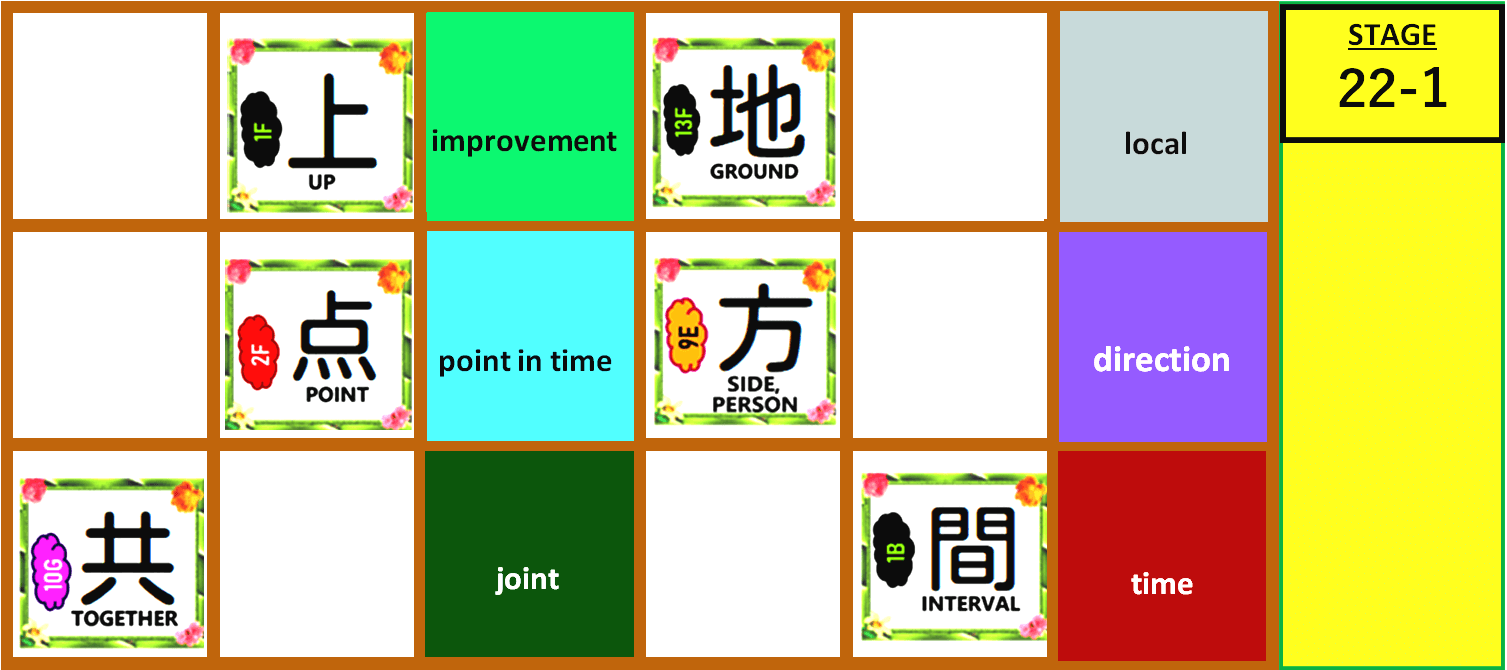 1F
上
UP
improvement
13F
地
GROUND
local
STAGE
22-1
2F
点
POINT
point in time
9E
方
SIDE,
PERSON
direction
10G
共
TOGETHER
joint
1B
間
INTERVAL
time